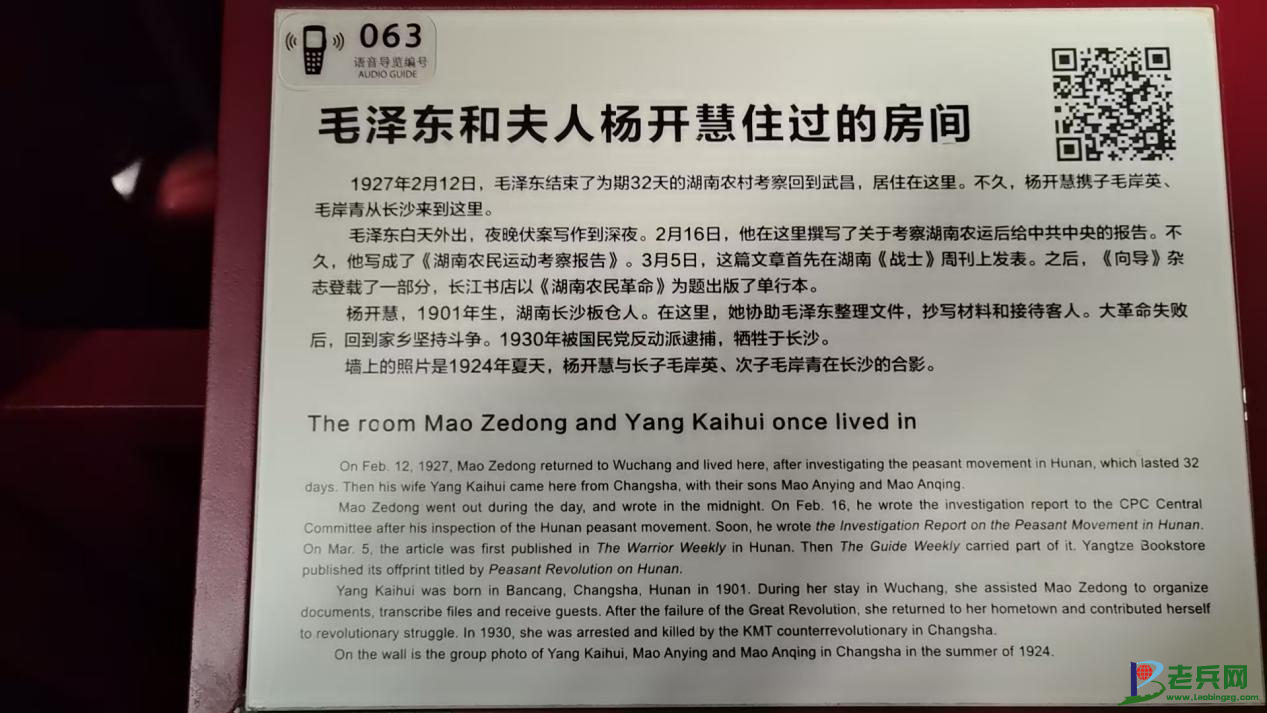 063
语音导览编号
AUDIO GUIDE
毛泽东和夫人杨开慧住过的房间
1927年2月12日，毛泽东结束了为期32天的湖南农村考察回到武昌，居住在这里。不久，杨开慧携子毛岸英、
毛岸青从长沙来到这里。
毛泽东白天外出，夜晚伏案写作到深夜。2月16日，他在这里撰写了关于考察湖南农运后给中共中央的报告。不
久，他写成了《湖南农民运动考察报告》。3月5日，这篇文章首先在湖南《战士》周刊上发表。之后，《向导》杂
志登载了一部分，长江书店以《湖南农民革命》为题出版了单行本。
杨开慧，1901年生，湖南长沙板仓人。在这里，她协助毛泽东整理文件，抄写材料和接待客人。大革命失败
后，回到家乡坚持斗争。1930年被国民党反动派逮捕，牺牲于长沙。
墙上的照片是1924年夏天，杨开慧与长子毛岸英、次子毛岸青在长沙的合影。
The room Mao Zedong and Yang Kaihui once lived in
On Feb. 12, 1927, Mao Zedong returned to Wuchang and lived here, after investigating the peasant movement in Hunan, which lasted 32
days. Then his wife Yang Kaihui came here from Changsha, with their sons Mao Anying and Mao Anqing.
Mao Zedong went out during the day, and wrote in the midnight. On Feb. 16, he wrote the investigation report to the CPC Central
Committee after his inspection of the Hunan peasant movement. Soon, he wrote the Investigation Report on the Peasant Movement in Hunan.
On Mar. 5, the article was first published in The Warrior Weekly in Hunan. Then The Guide Weekly carried part of it. Yangtze Bookstore
published its offprint titled by Peasant Revolution on Hunan.
Yang Kaihui was born in Bancang, Changsha, Hunan in 1901. During her stay in Wuchang, she assisted Mao Zedong to organize
documents, transcribe files and receive guests. After the failure of the Great Revolution, she returned to her hometown and contributed herself
to revolutionary struggle. In 1930, she was arrested and killed by the KMT counterrevolutionary in Changsha.
On the wall is the group photo of Yang Kaihui, Mao Anying and Mao Anqing in Changsha in the summer of 1924.
老兵网
www.Laobingzg.com